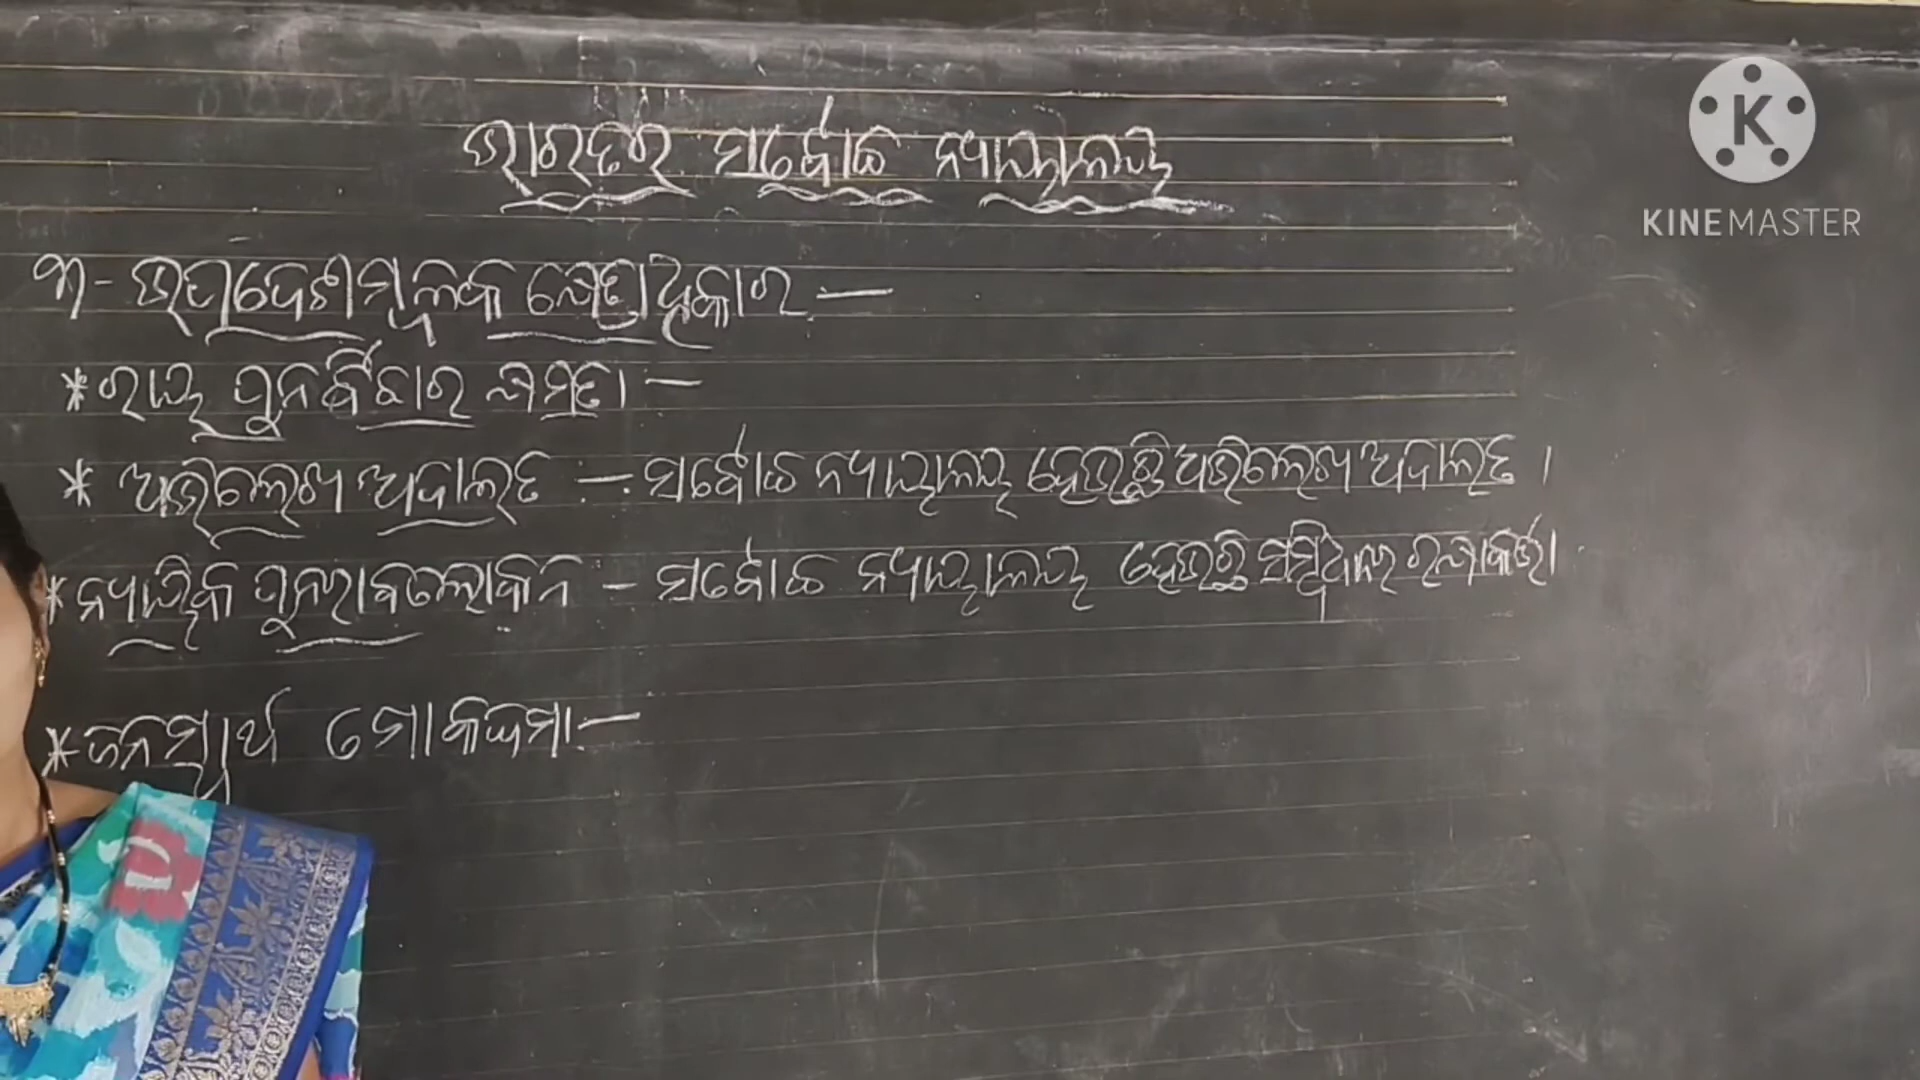 ଭାରତର ସର୍ବୋଚ୍ଚ ନ୍ୟାୟାଳୟ
K
KINEMASTER
୩- ଉପଦେଶମୂଳକ କ୍ଷେତ୍ରାଧିକାର —
* ରାୟ ପୁନର୍ବିଚାର କ୍ଷମତା :-
* ଅଭିଲେଖ୍ୟ ଅଦାଲତ :- ସର୍ବୋଚ୍ଚ ନ୍ୟାୟାଳୟ ହେଉଛି ଅଭିଲେଖ୍ୟ ଅଦାଲତ ।
* ନ୍ୟାୟିକ ପୁନରାବଲୋକନ :- ସର୍ବୋଚ୍ଚ ନ୍ୟାୟାଳୟ ହେଉଛି ସମ୍ବିଧାନର ରକ୍ଷାକର୍ତ୍ତା
* ଜନସ୍ୱାର୍ଥ ମୋକଦ୍ଦମା :-